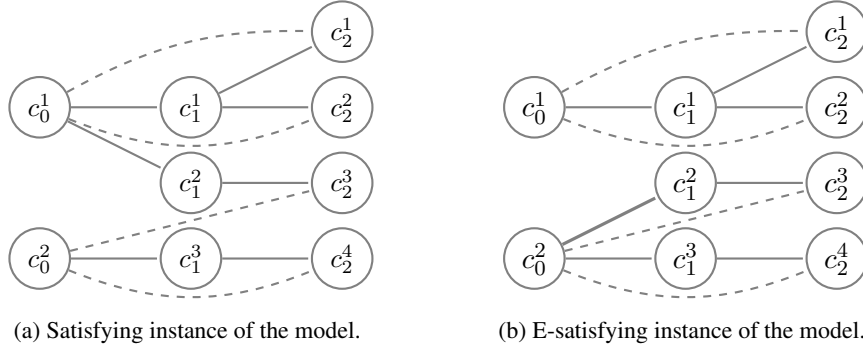 c_2^1 c_2^1
c_0^1 c_1^1 c_2^2 c_0^1 c_1^1 c_2^2
c_1^2 c_2^3 c_1^2 c_2^3
c_0^2 c_1^3 c_2^4 c_0^2 c_1^3 c_2^4
(a) Satisfying instance of the model.
(b) E-satisfying instance of the model.